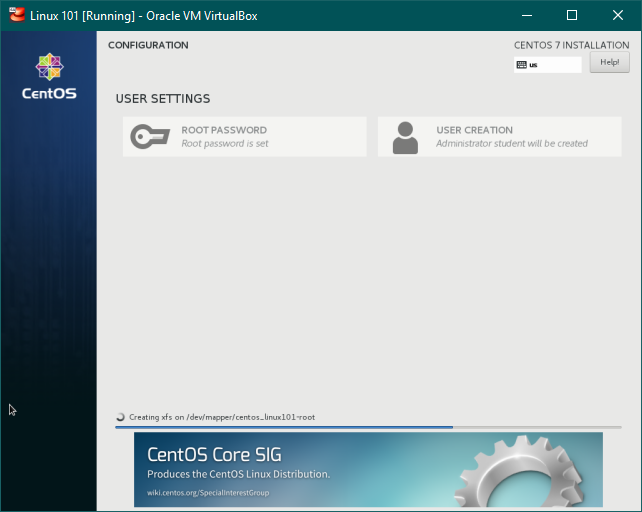 Linux 101 [Running] - Oracle VM VirtualBox
CentOS
CONFIGURATION
CENTOS 7 INSTALLATION
us
Help!
USER SETTINGS
ROOT PASSWORD
Root password is set
USER CREATION
Administrator student will be created
Creating xfs on /dev/mapper/centos_linux101-root
CentOS Core SIG
Produces the CentOS Linux Distribution.
wiki.centos.org/SpecialInterestGroup